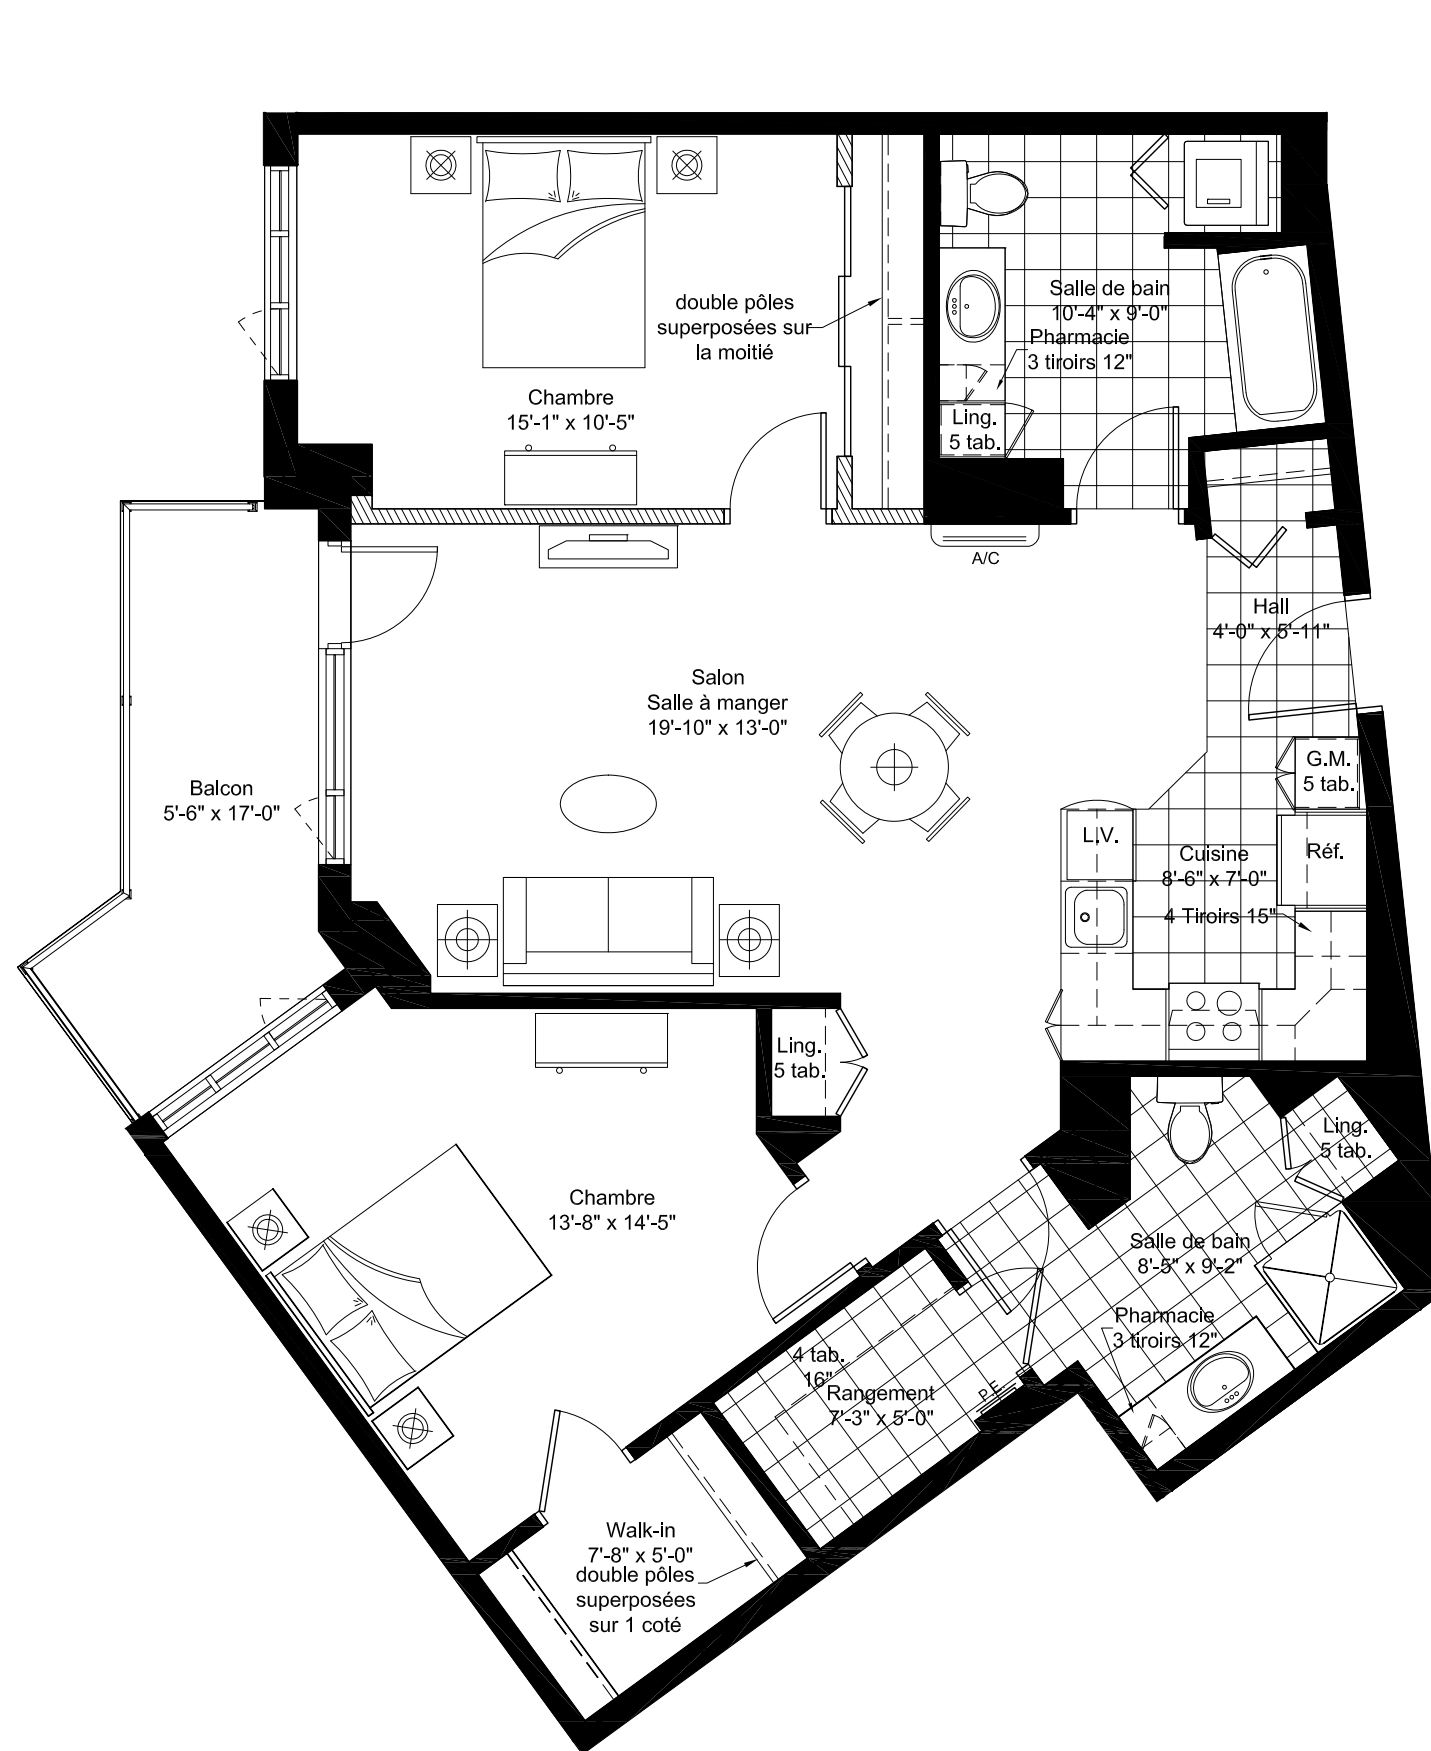 double pôles
superposées sur
la moitié
Chambre
15'-1" x 10'-5"
Salle de bain
10'-4" x 9'-0"
Pharmacie
3 tiroirs 12"
Ling.
5 tab.
A/C
Hall
4'-0" x 5'-11"
Salon
Salle à manger
19'-10" x 13'-0"
Balcon
5'-6" x 17'-0"
G.M.
5 tab.
L.V.
Cuisine
8'-6" x 7'-0"
Réf.
4 Tiroirs 15"
Ling.
5 tab.
Ling.
5 tab.
Chambre
13'-8" x 14'-5"
Salle de bain
8'-5" x 9'-2"
Pharmacie
3 tiroirs 12"
4 tab.
16"
Rangement
7'-3" x 5'-0"
P.E.
Walk-in
7'-8" x 5'-0"
double pôles
superposées
sur 1 coté